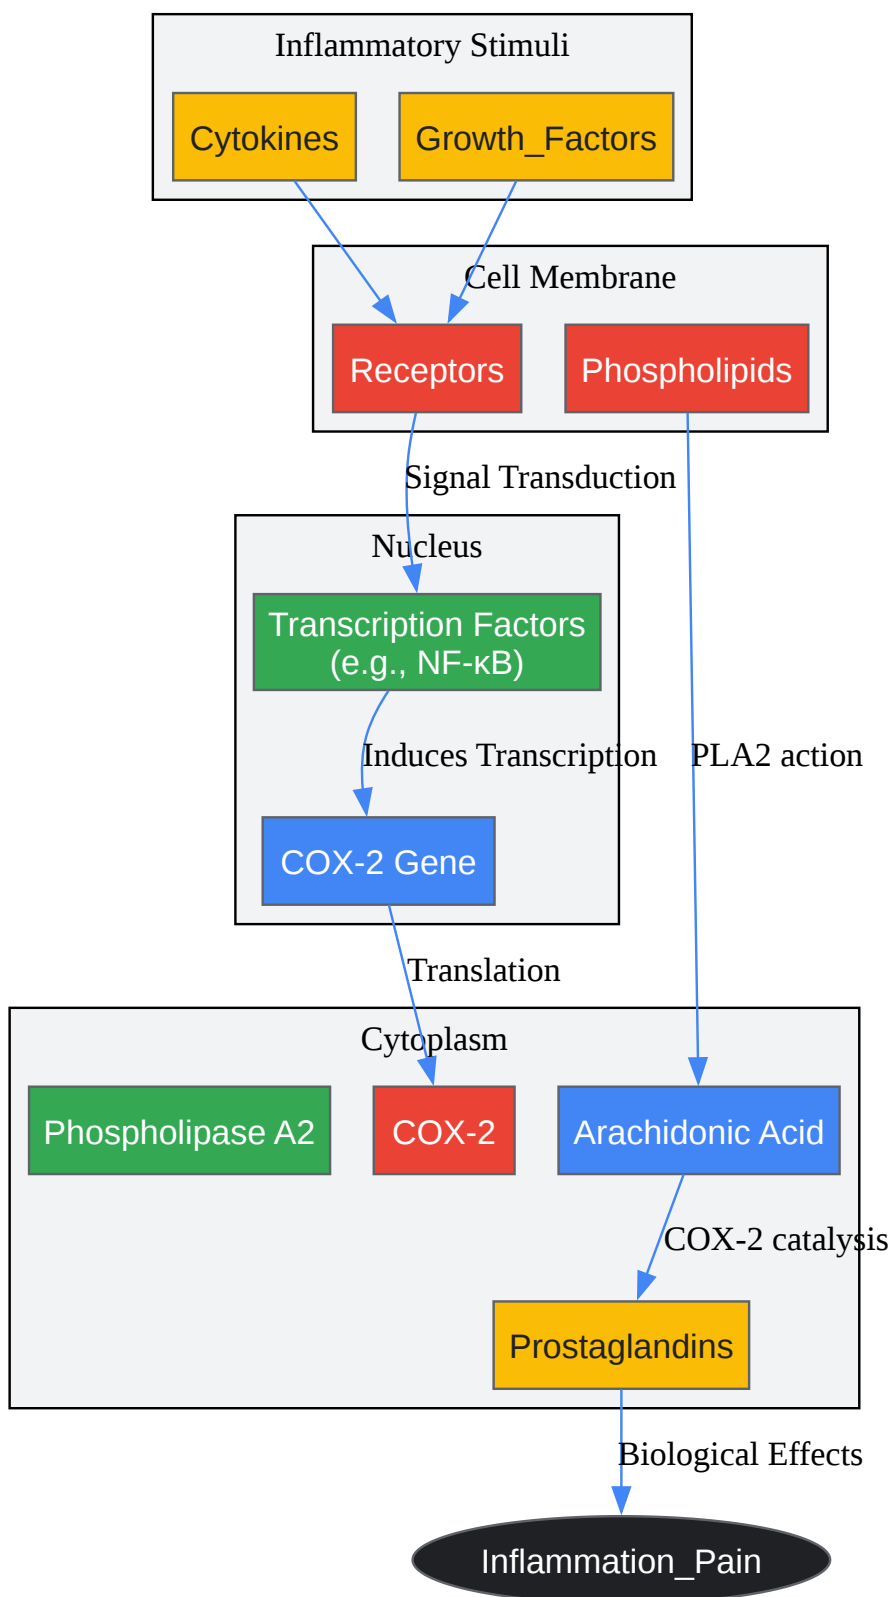 Inflammatory Stimuli
Cytokines
Growth_Factors
Cell Membrane
Receptors
Phospholipids
Signal Transduction
Nucleus
Transcription Factors
(e.g., NF-κB)
Induces Transcription
PLA2 action
COX-2 Gene
Translation
Cytoplasm
Phospholipase A2
COX-2
Arachidonic Acid
COX-2 catalysis
Prostaglandins
Biological Effects
Inflammation_Pain